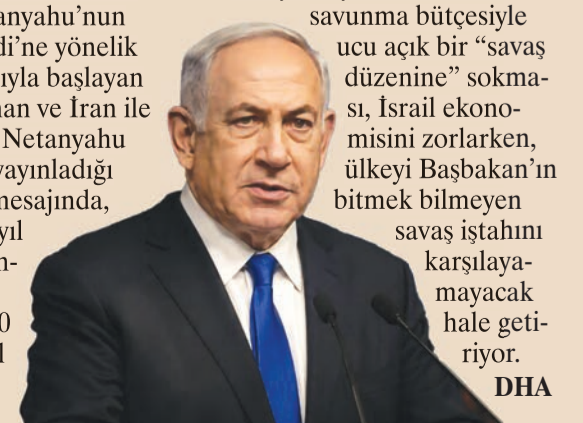 anyahu’nun
di’ne yönelik
ıyla başlayan
an ve İran ile
Netanyahu
yayınladığı
mesajında,
yıl
n-
0
l
savunma bütçesiyle
ucu açık bir “savaş
düzenine” sokma-
sı, İsrail ekono-
misini zorlarken,
ülkeyi Başbakan’ın
bitmek bilmeyen
savaş iştahını
karşılaya-
mayacak
hale geti-
riyor.
DHA